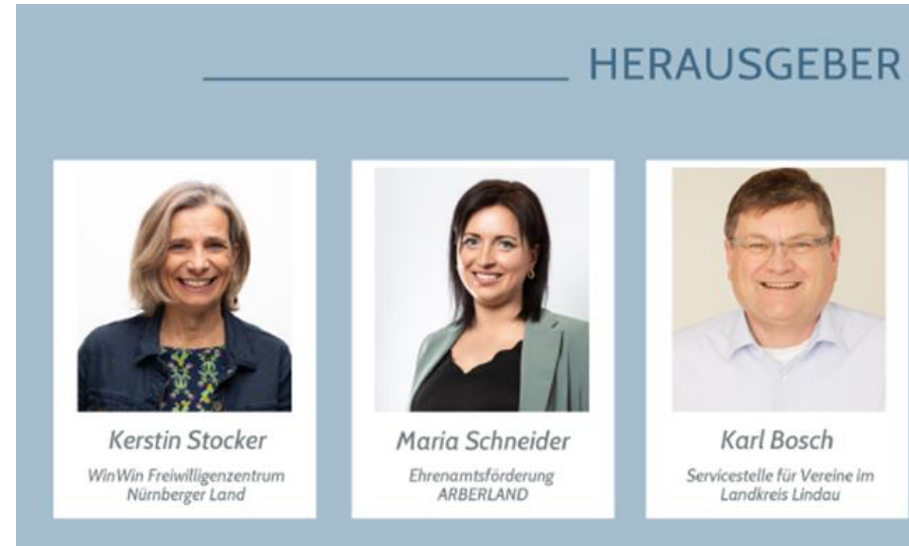 HERAUSGEBER
Kerstin Stocker
WinWin Freiwilligenzentrum
Nürnberger Land
Maria Schneider
Ehrenamtsförderung
ARBERLAND
Karl Bosch
Servicestelle für Vereine im
Landkreis Lindau